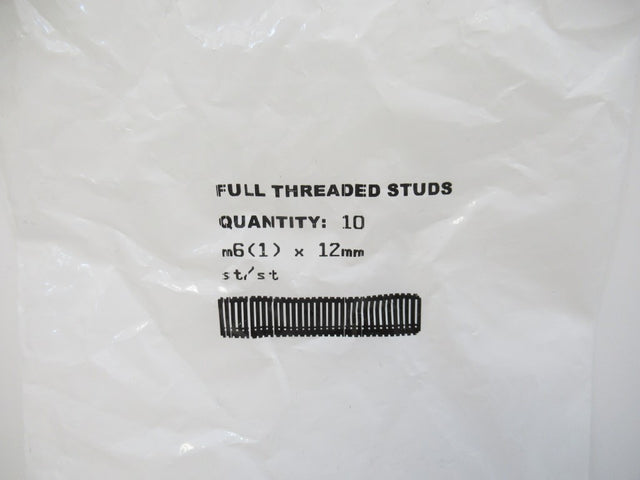 FULL THREADED STUDS
QUANTITY: 10
m6(1) x 12mm
st/st